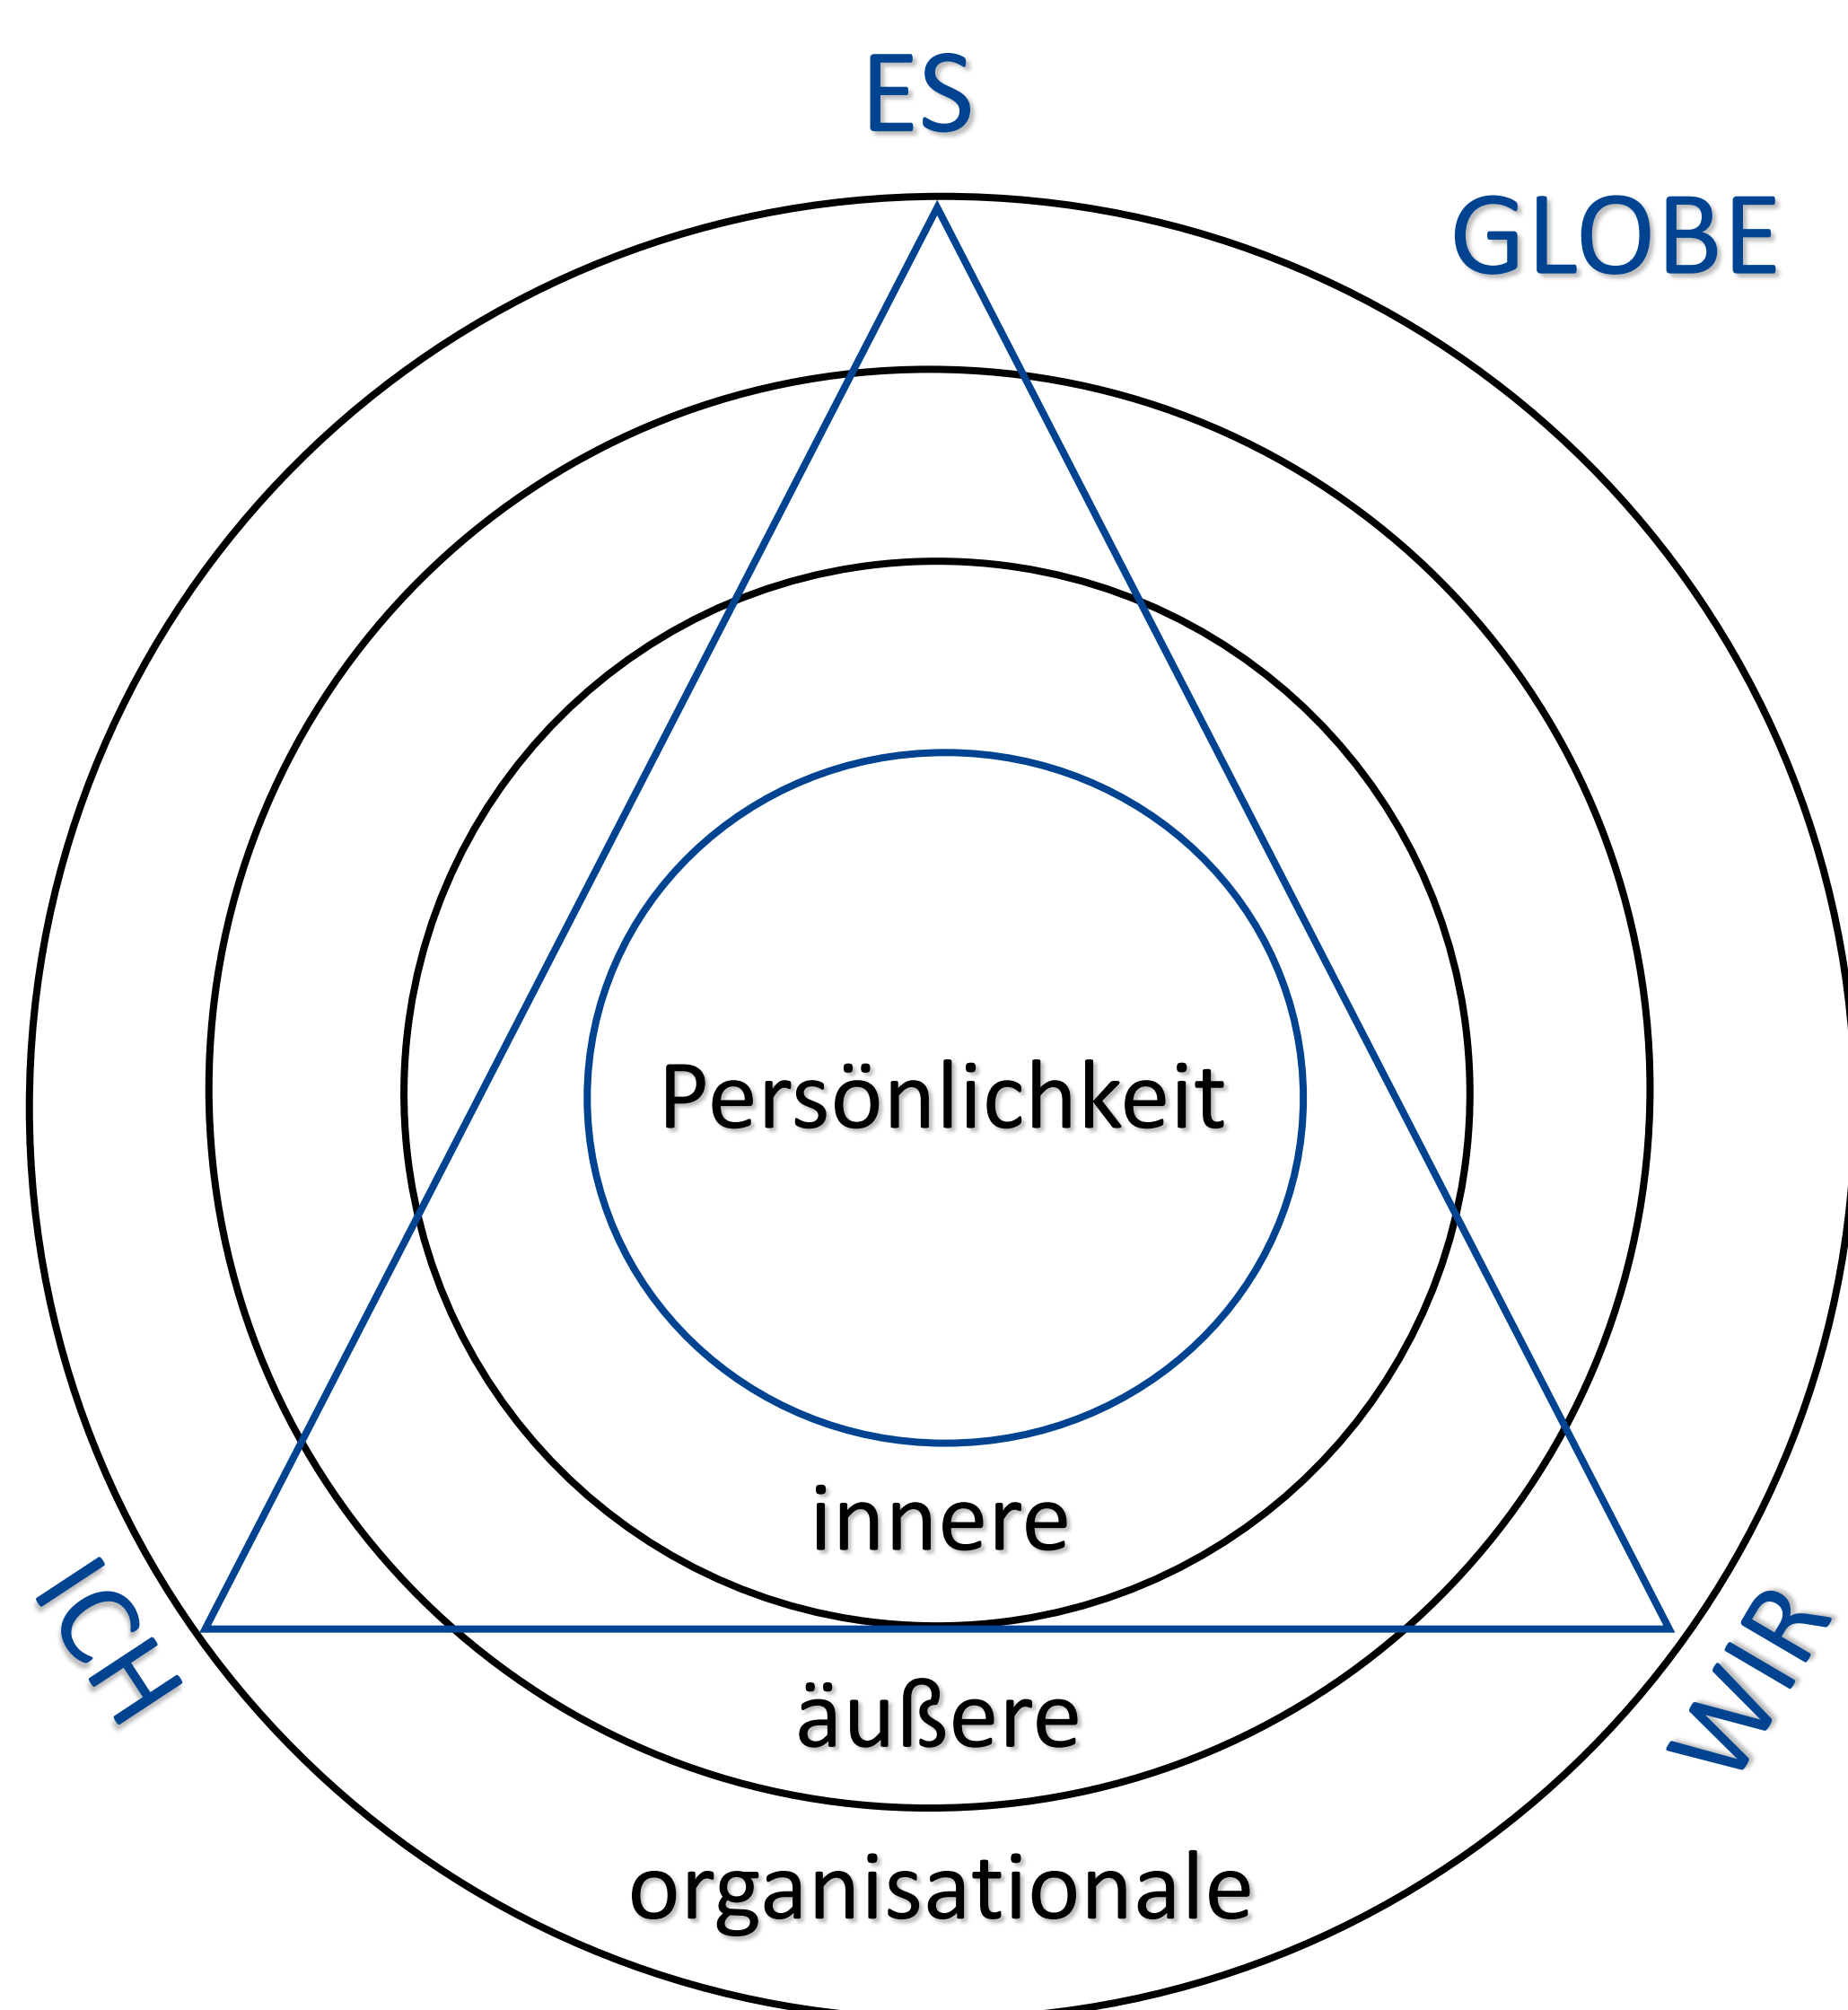 ES
GLOBE
Persönlichkeit
innere
ICH
WIR
äußere
organisationale